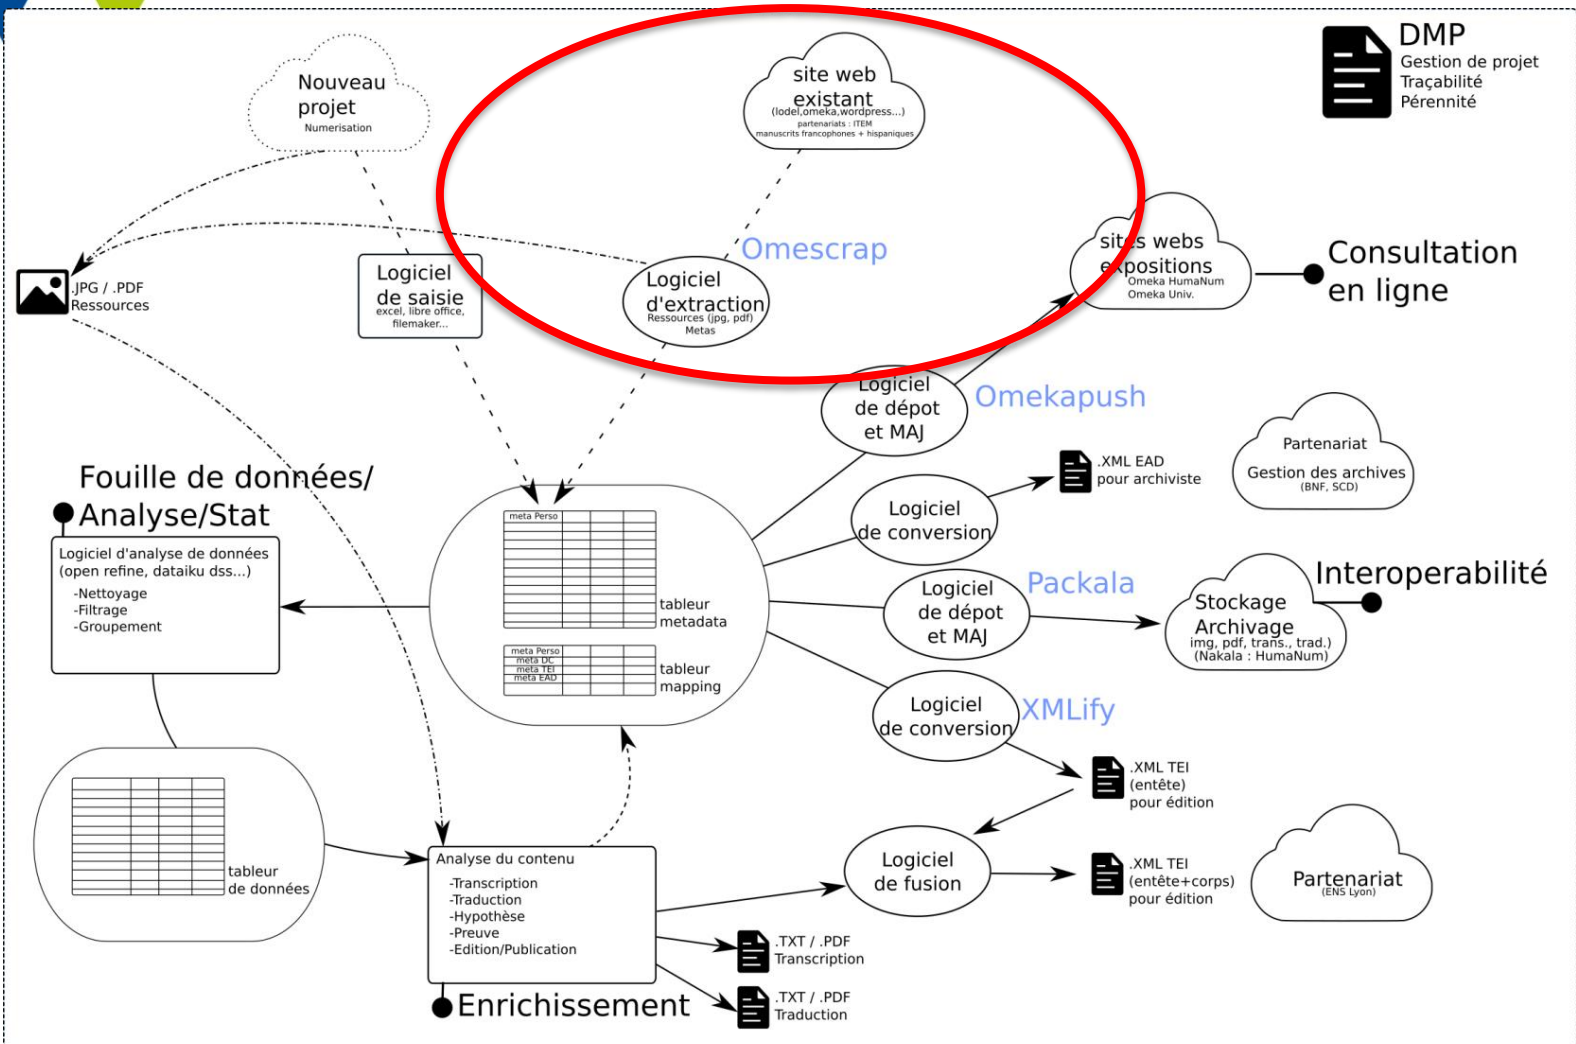 Nouveau
projet
Numerisation
site web
existant
(lodel,omeka,wordpress...)
partenariats : ITEM
manuscrits francophones + hispaniques
DMP
Gestion de projet
Traçabilité
Pérennité
.JPG / .PDF
Ressources
Logiciel
de saisie
excel, libre office,
filemaker...
Logiciel
d'extraction
Ressources (jpg, pdf)
Metas
Omescrap
sites webs
expositions
Omeka HumaNum
Omeka Univ.
Consultation
en ligne
Logiciel
de dépot
et MAJ
Omekapush
Fouille de données/
Analyse/Stat
Logiciel d'analyse de données
(open refine, dataiku dss...)
-Nettoyage
-Filtrage
-Groupement
meta Perso
tableur
metadata
meta Perso
meta DC
meta TEI
meta EAD
tableur
mapping
Logiciel
de conversion
.XML EAD
pour archiviste
Partenariat
Gestion des archives
(BNF, SCD)
Logiciel
de dépot
et MAJ
Packala
Stockage
Archivage
img, pdf, trans., trad.)
(Nakala : HumaNum)
Interoperabilité
Logiciel
de conversion
XMLify
.XML TEI
(entête)
pour édition
tableur
de données
Analyse du contenu
-Transcription
-Traduction
-Hypothèse
-Preuve
-Edition/Publication
Enrichissement
Logiciel
de fusion
.XML TEI
(entête+corps)
pour édition
Partenariat
(ENS Lyon)
.TXT / .PDF
Transcription
.TXT / .PDF
Traduction